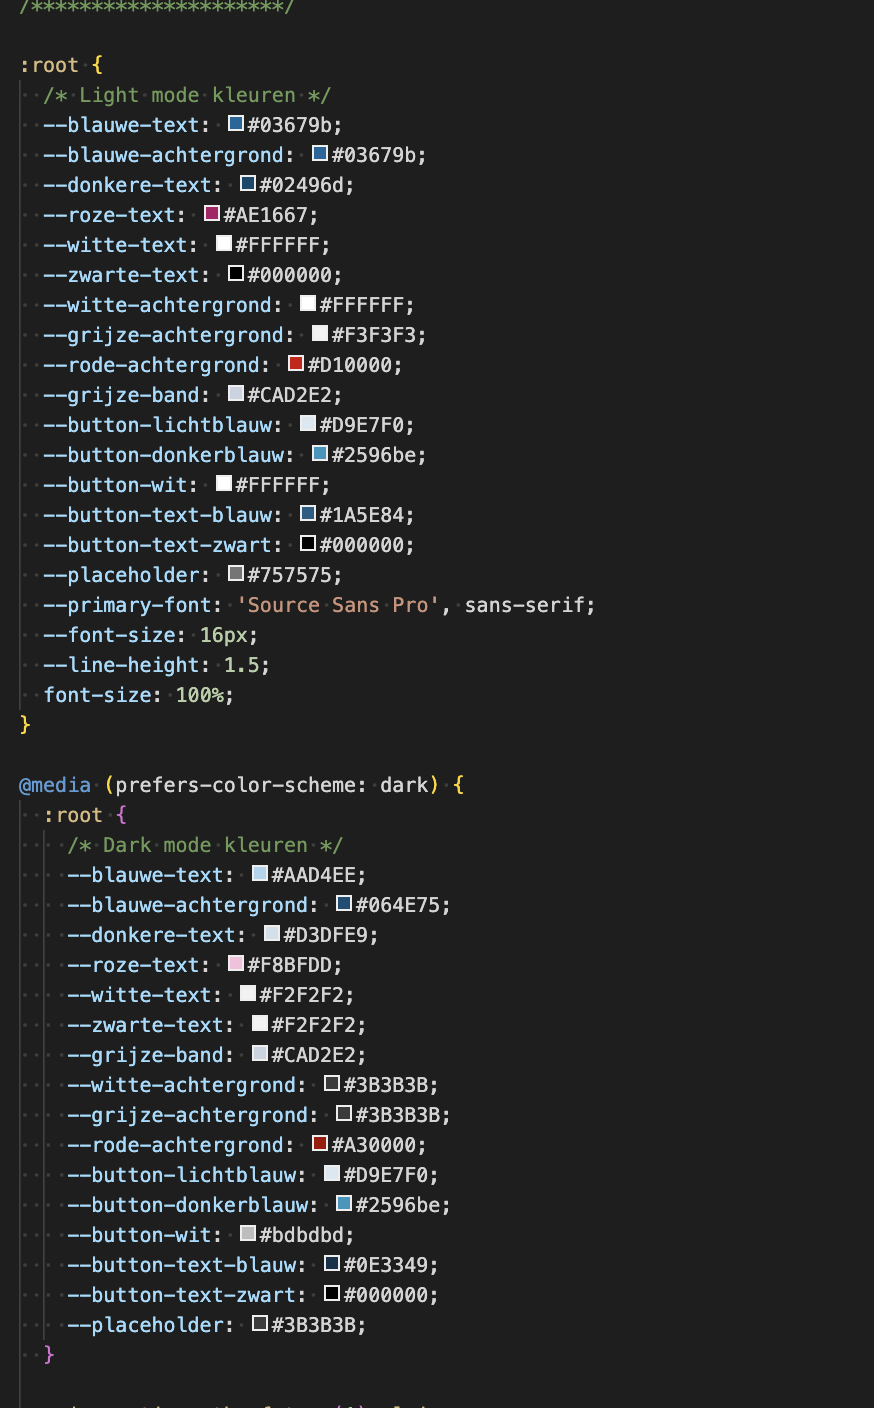 /*********************/
:root {
/* Light mode kleuren */
--blauwe-text: #03679b;
--blauwe-achtergrond: #03679b;
--donkere-text: #02496d;
--roze-text: #AE1667;
--witte-text: #FFFFFF;
--zwarte-text: #000000;
--witte-achtergrond: #FFFFFF;
--grijze-achtergrond: #F3F3F3;
--rode-achtergrond: #D10000;
--grijze-band: #CAD2E2;
--button-lichtblauw: #D9E7F0;
--button-donkerblauw: #2596be;
--button-wit: #FFFFFF;
--button-text-blauw: #1A5E84;
--button-text-zwart: #000000;
--placeholder: #757575;
--primary-font: 'Source Sans Pro', sans-serif;
--font-size: 16px;
--line-height: 1.5;
font-size: 100%;
}
@media (prefers-color-scheme: dark) {
:root {
/* Dark mode kleuren */
--blauwe-text: #AAD4EE;
--blauwe-achtergrond: #064E75;
--donkere-text: #D3DFE9;
--roze-text: #F8BFDD;
--witte-text: #F2F2F2;
--zwarte-text: #F2F2F2;
--grijze-band: #CAD2E2;
--witte-achtergrond: #3B3B3B;
--grijze-achtergrond: #3B3B3B;
--rode-achtergrond: #A30000;
--button-lichtblauw: #D9E7F0;
--button-donkerblauw: #2596be;
--button-wit: #bdbdbd;
--button-text-blauw: #0E3349;
--button-text-zwart: #000000;
--placeholder: #3B3B3B;
}